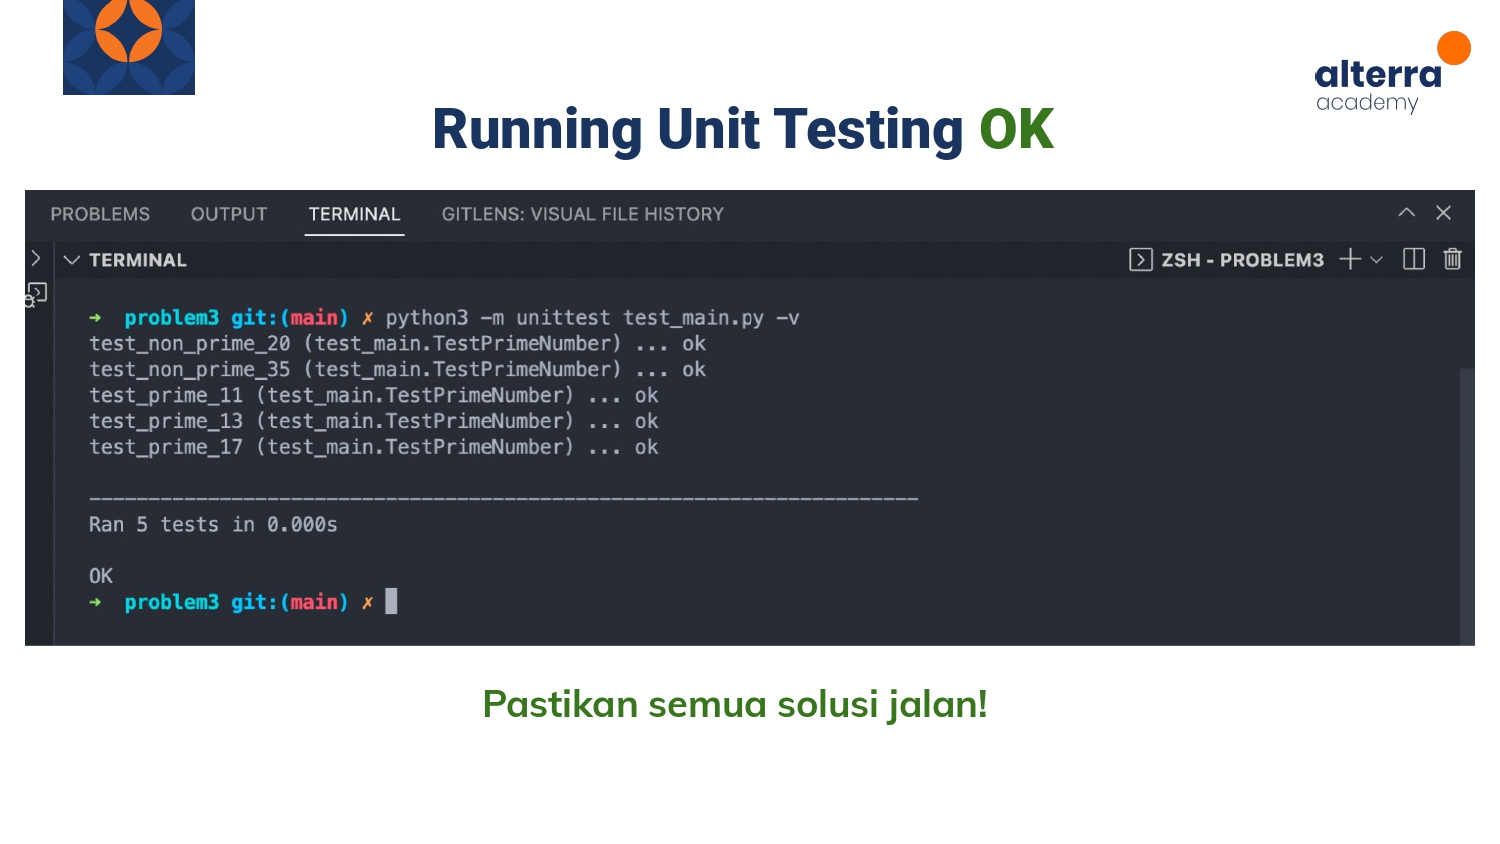 alterra
academy
Running Unit Testing OK
PROBLEMS OUTPUT TERMINAL GITLENS: VISUAL FILE HISTORY
TERMINAL ZSH - PROBLEM3
➜ problem3 git:(main) ✗ python3 -m unittest test_main.py -v
test_non_prime_20 (test_main.TestPrimeNumber) ... ok
test_non_prime_35 (test_main.TestPrimeNumber) ... ok
test_prime_11 (test_main.TestPrimeNumber) ... ok
test_prime_13 (test_main.TestPrimeNumber) ... ok
test_prime_17 (test_main.TestPrimeNumber) ... ok
----------------------------------------------------------------------
Ran 5 tests in 0.000s
OK
➜ problem3 git:(main) ✗
Pastikan semua solusi jalan!